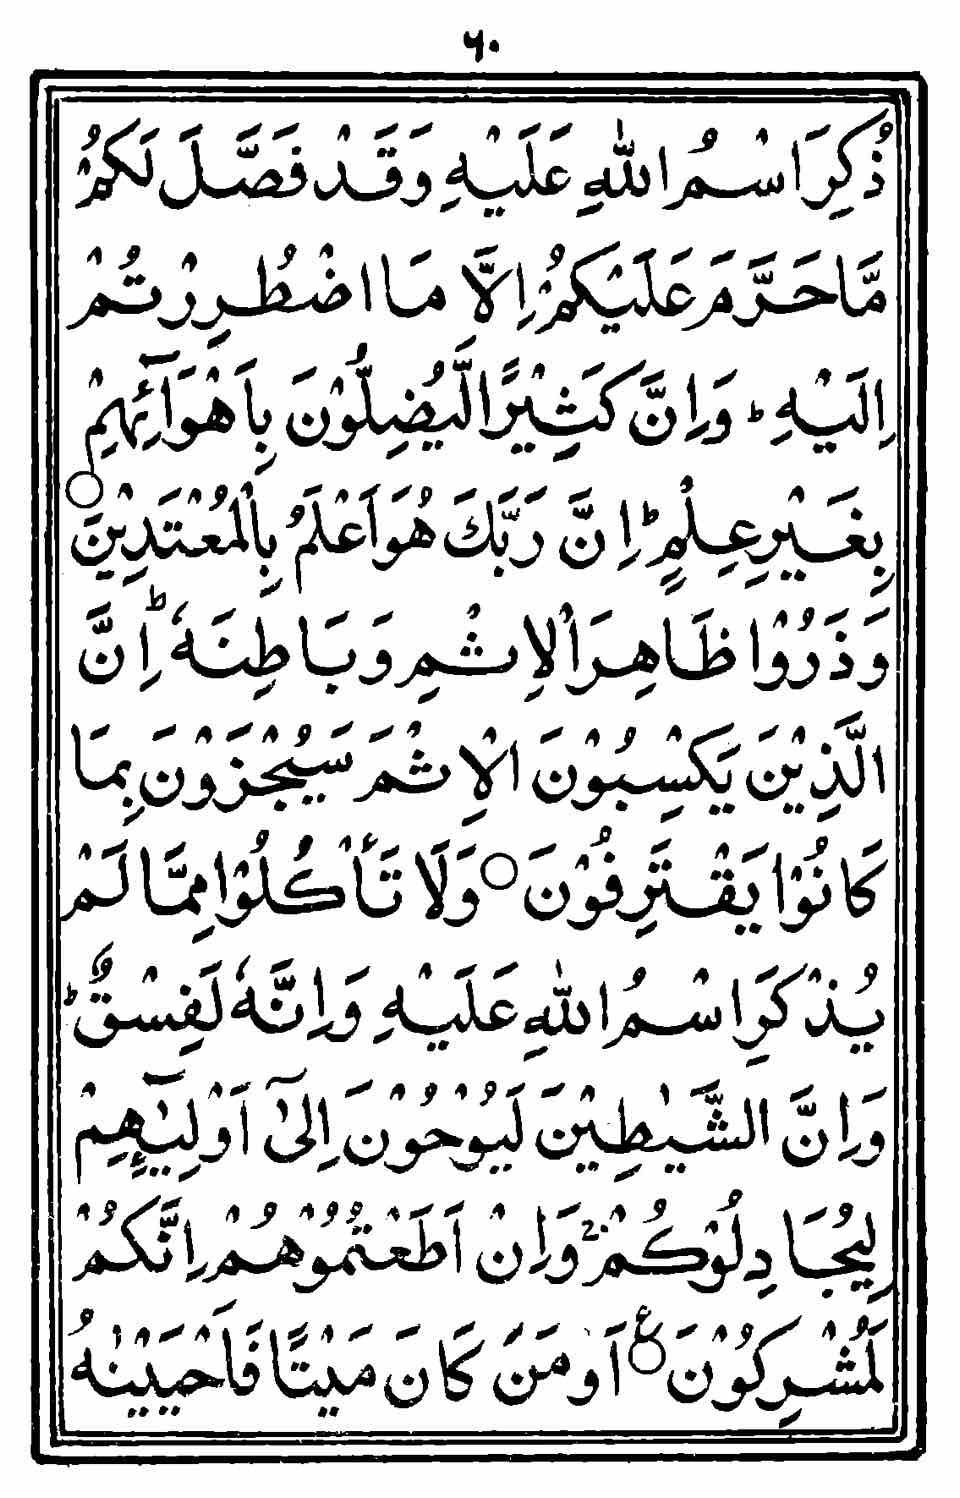 ٦٠
ذُكِرَ اسْمُ اللّٰهِ عَلَيْهِ وَقَدْ فَصَّلَ لَكُمْ
مَّا حَرَّمَ عَلَيْكُمْ اِلَّا مَا اضْطُرِرْتُمْ
اِلَيْهِ ؕ وَاِنَّ كَثِيْرًا لَّيُضِلُّوْنَ بِاَهْوَآئِهِمْ
بِغَيْرِ عِلْمٍ ؕ اِنَّ رَبَّكَ هُوَ اَعْلَمُ بِالْمُعْتَدِيْنَ ○
وَذَرُوْا ظَاهِرَ الْاِثْمِ وَبَاطِنَهٗ ؕ اِنَّ
الَّذِيْنَ يَكْسِبُوْنَ الْاِثْمَ سَيُجْزَوْنَ بِمَا
كَانُوْا يَقْتَرِفُوْنَ ○ وَلَا تَأْكُلُوْا مِمَّا لَمْ
يُذْكَرِ اسْمُ اللّٰهِ عَلَيْهِ وَاِنَّهٗ لَفِسْقٌ ؕ
وَاِنَّ الشَّيٰطِيْنَ لَيُوْحُوْنَ اِلٰٓى اَوْلِيٰٓـِٕهِمْ
لِيُجَادِلُوْكُمْ ۚ وَاِنْ اَطَعْتُمُوْهُمْ اِنَّكُمْ
لَمُشْرِكُوْنَ ○ ع اَوَمَنْ كَانَ مَيْتًا فَاَحْيَيْنٰهُ